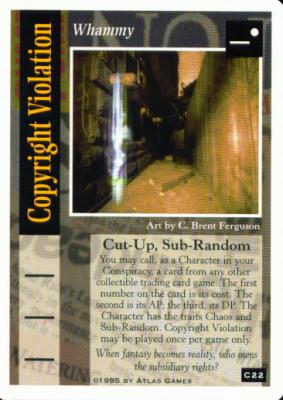 Whammy
Copyright Violation
Art by C. Brent Ferguson
Cut-Up, Sub-Random
You may call, as a Character in your
Conspiracy, a card from any other
collectible trading card game. The first
number on the card is its cost. The
second is its AP; the third, its DP. The
Character has the traits Chaos and
Sub-Random. Copyright Violation
may be played once per game only.
When fantasy becomes reality, who owns
the subsidiary rights?
©1995 by Atlas Games
C22